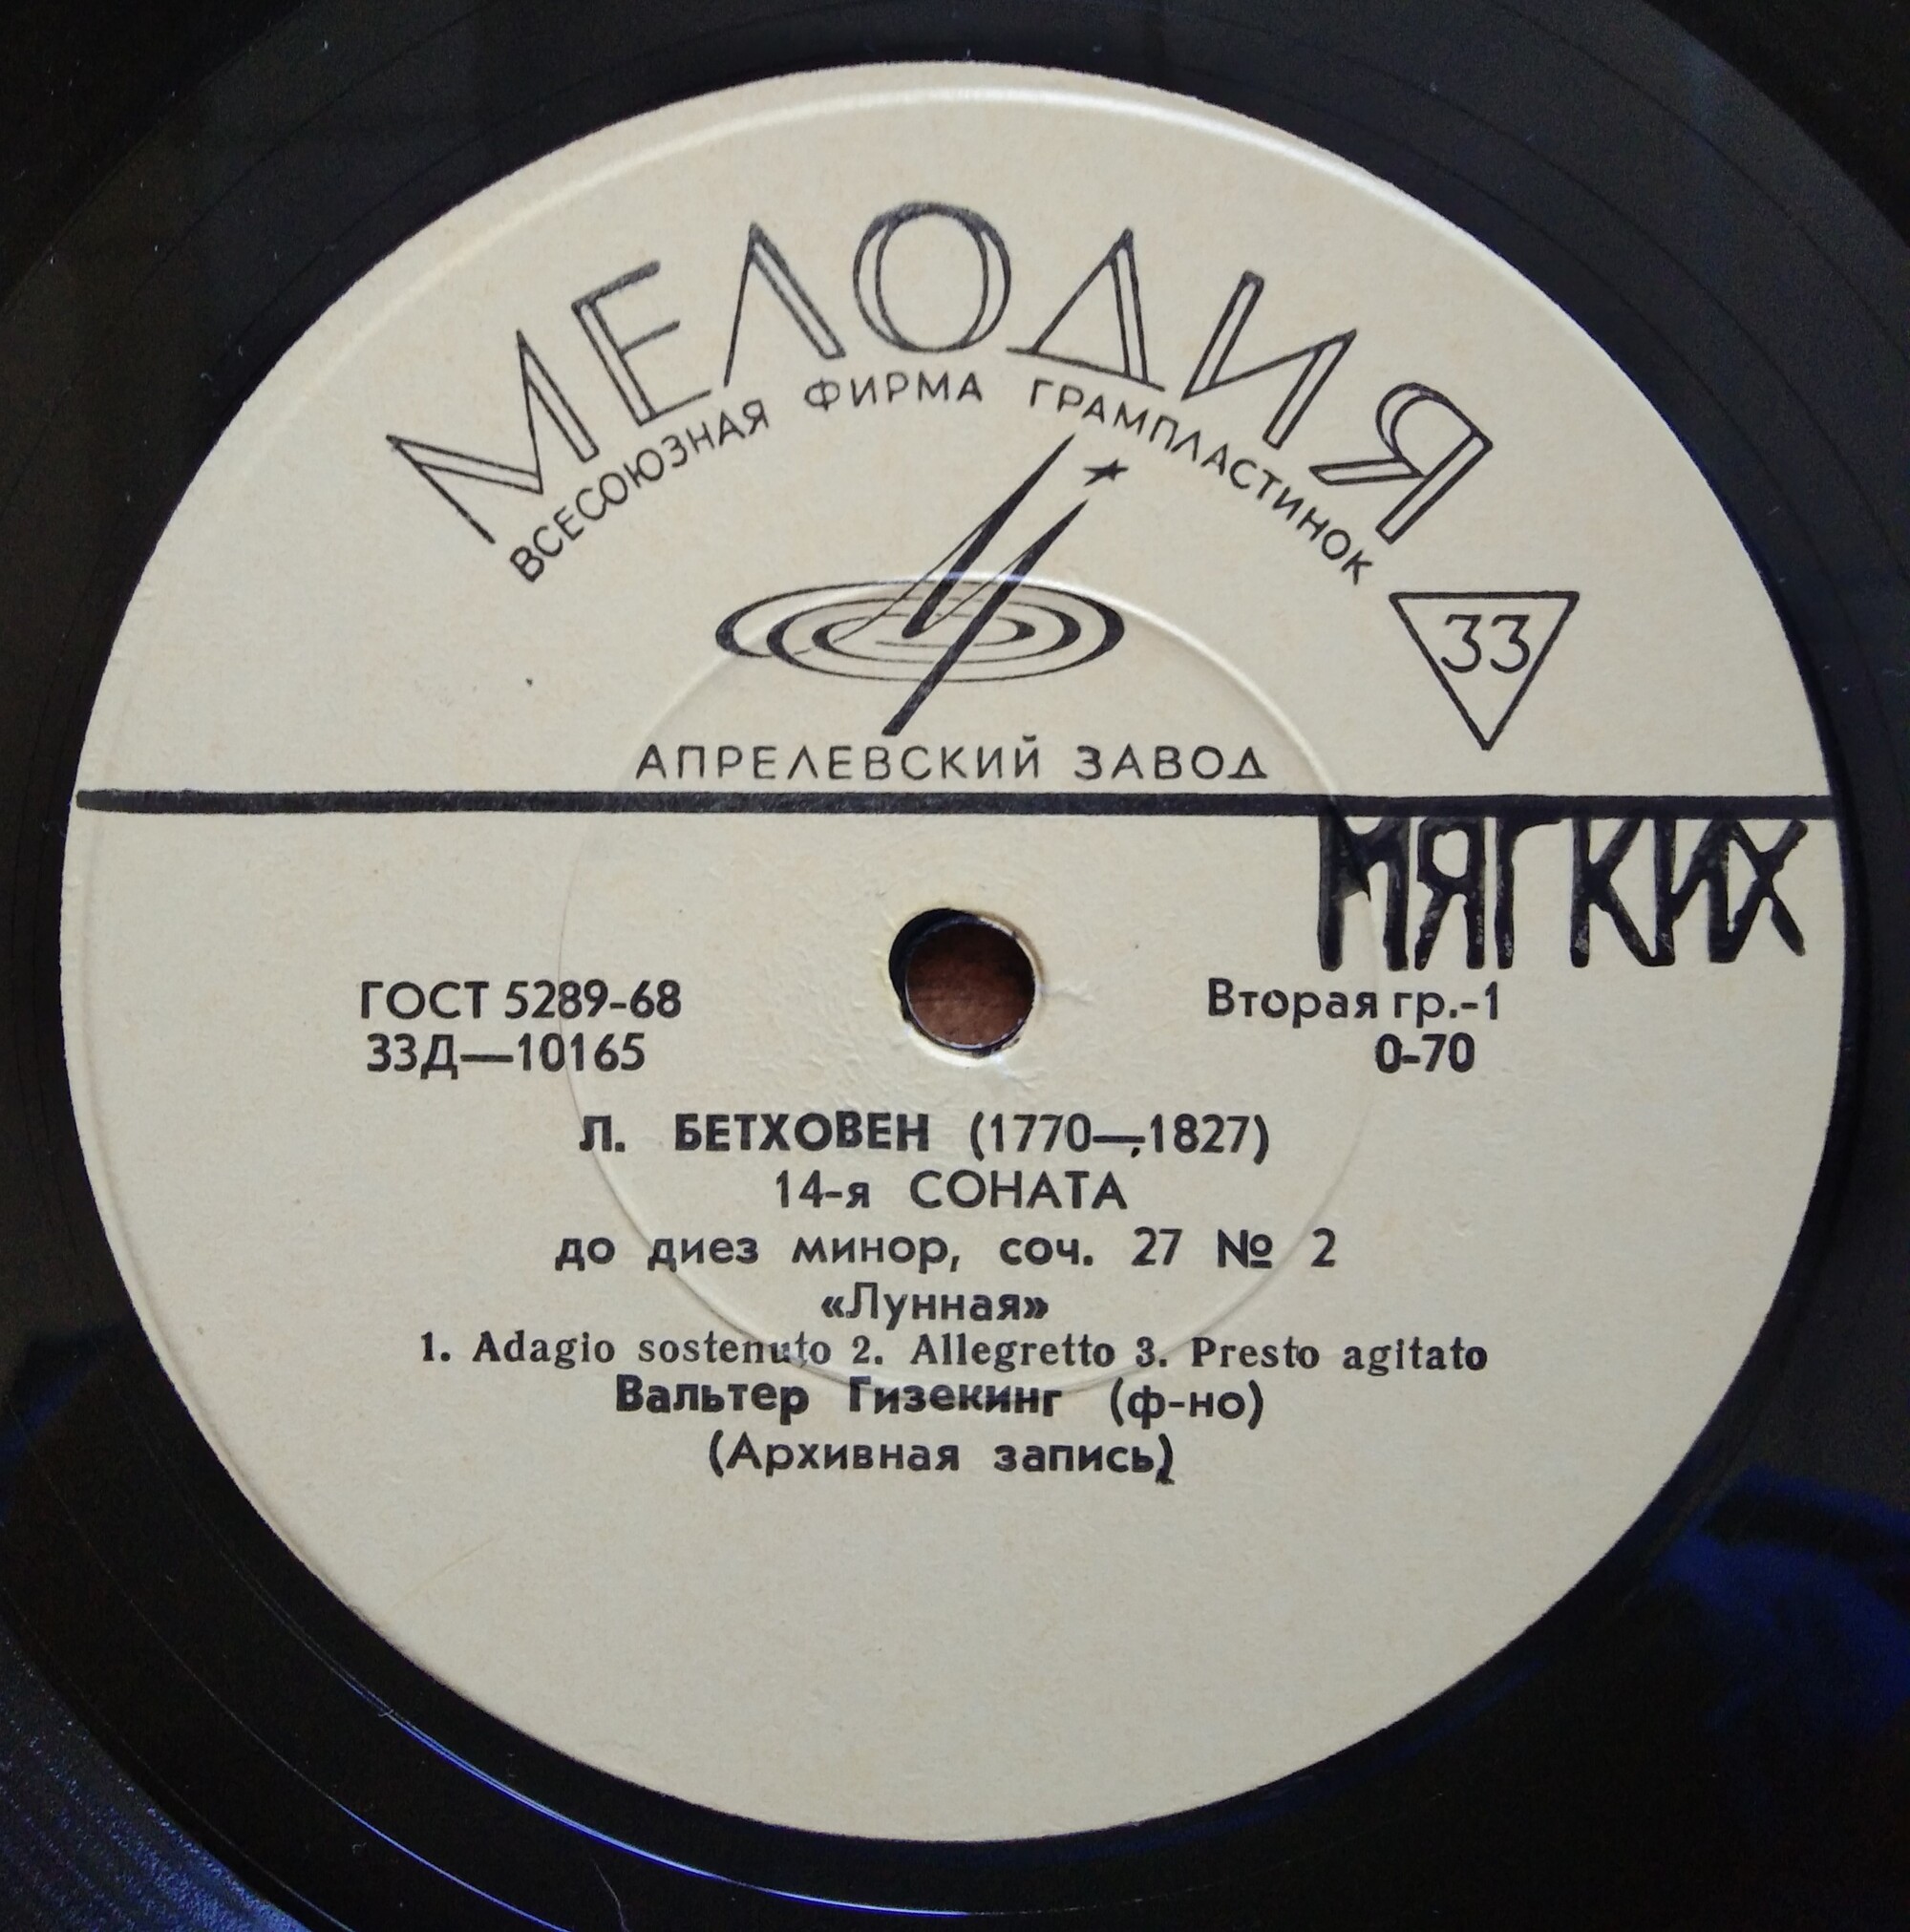 МЕЛОДИЯ
ВСЕСОЮЗНАЯ ФИРМА ГРАМПЛАСТИНОК
33
АПРЕЛЕВСКИЙ ЗАВОД
МЯГКИХ
ГОСТ 5289-68 Вторая гр.-1
33Д—10165 0-70
Л. БЕТХОВЕН (1770—1827)
14-я СОНАТА
до диез минор, соч. 27 № 2
«Лунная»
1. Adagio sostenuto 2. Allegretto 3. Presto agitato
Вальтер Гизекинг (ф-но)
(Архивная запись)